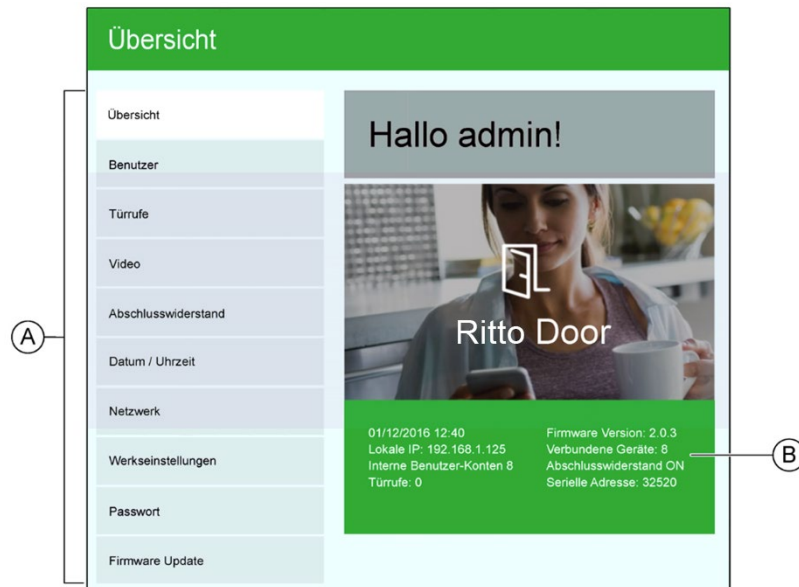 Übersicht
Übersicht
Benutzer
Türrufe
Video
Abschlusswiderstand
Datum / Uhrzeit
Netzwerk
Werkseinstellungen
Passwort
Firmware Update
A
Hallo admin!
Ritto Door
01/12/2016 12:40
Lokale IP: 192.168.1.125
Interne Benutzer-Konten 8
Türrufe: 0
Firmware Version: 2.0.3
Verbundene Geräte: 8
Abschlusswiderstand ON
Serielle Adresse: 32520
B